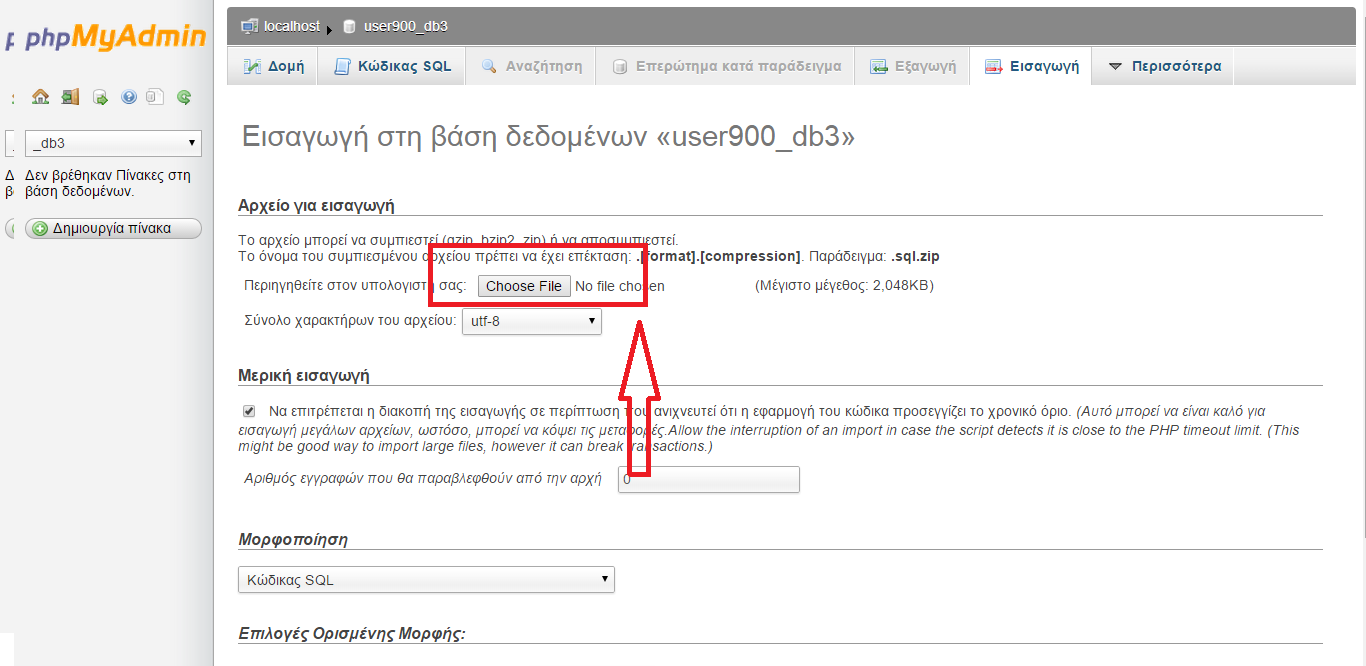 phpMyAdmin
localhost
user900_db3
Δομή
Κώδικας SQL
Αναζήτηση
Επερώτημα κατά παράδειγμα
Εξαγωγή
Εισαγωγή
Περισσότερα
_db3
Δεν βρέθηκαν Πίνακες στη
βάση δεδομένων.
Δημιουργία πίνακα
Εισαγωγή στη βάση δεδομένων «user900_db3»
Αρχείο για εισαγωγή
Το αρχείο μπορεί να συμπιεστεί (gzip, bzip2, zip) ή να αποσυμπιεστεί.
Το όνομα του συμπιεσμένου αρχείου πρέπει να έχει επέκταση: .[format].[compression]. Παράδειγμα: .sql.zip
Περιηγηθείτε στον υπολογιστή σας: Choose File No file chosen (Μέγιστο μέγεθος: 2,048KB)
Σύνολο χαρακτήρων του αρχείου: utf-8
Μερική εισαγωγή
Να επιτρέπεται η διακοπή της εισαγωγής σε περίπτωση που ανιχνευτεί ότι η εφαρμογή του κώδικα προσεγγίζει το χρονικό όριο. (Αυτό μπορεί να είναι καλό για
εισαγωγή μεγάλων αρχείων, ωστόσο, μπορεί να κόψει τις μεταφορές.Allow the interruption of an import in case the script detects it is close to the PHP timeout limit. (This
might be good way to import large files, however it can break transactions.)
Αριθμός εγγραφών που θα παραβλεφθούν από την αρχή 0
Μορφοποίηση
Κώδικας SQL
Επιλογές Ορισμένης Μορφής: